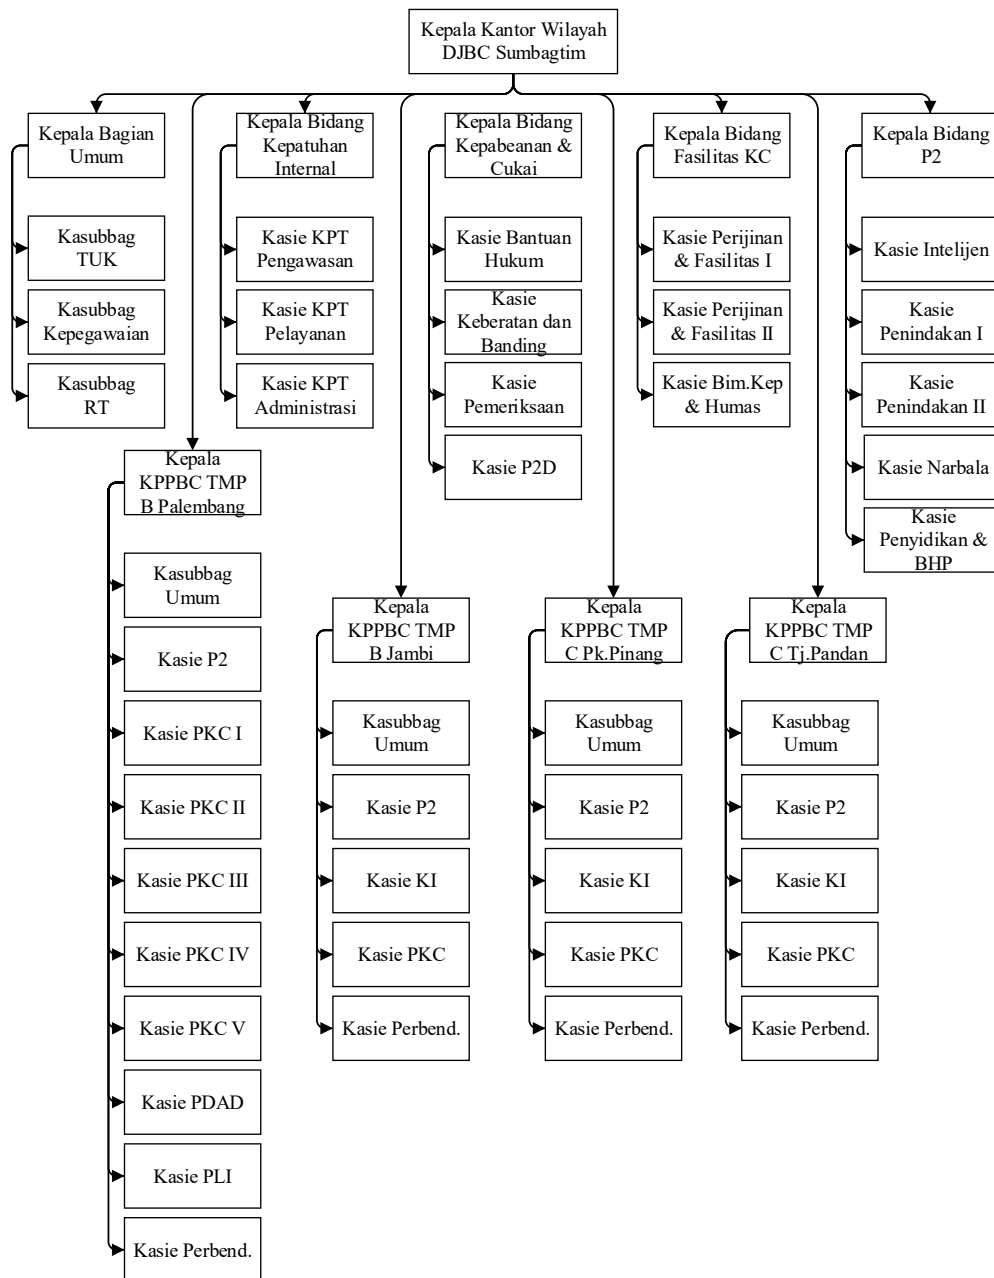 Kepala Kantor Wilayah
DJBC Sumbagtim
Kepala Bagian
Umum
Kasubbag
TUK
Kasubbag
Kepegawaian
Kasubbag
RT
Kepala Bidang
Kepatuhan
Internal
Kasie KPT
Pengawasan
Kasie KPT
Pelayanan
Kasie KPT
Administrasi
Kepala Bidang
Kepabeanan &
Cukai
Kasie Bantuan
Hukum
Kasie
Keberatan dan
Banding
Kasie
Pemeriksaan
Kasie P2D
Kepala Bidang
Fasilitas KC
Kasie Perijinan
& Fasilitas I
Kasie Perijinan
& Fasilitas II
Kasie Bim.Kep
& Humas
Kepala Bidang
P2
Kasie Intelijen
Kasie
Penindakan I
Kasie
Penindakan II
Kasie Narbala
Kasie
Penyidikan &
BHP
Kepala
KPPBC TMP
B Palembang
Kasubbag
Umum
Kasie P2
Kasie PKC I
Kasie PKC II
Kasie PKC III
Kasie PKC IV
Kasie PKC V
Kasie PDAD
Kasie PLI
Kasie Perbend.
Kepala
KPPBC TMP
B Jambi
Kasubbag
Umum
Kasie P2
Kasie KI
Kasie PKC
Kasie Perbend.
Kepala
KPPBC TMP
C Pk.Pinang
Kasubbag
Umum
Kasie P2
Kasie KI
Kasie PKC
Kasie Perbend.
Kepala
KPPBC TMP
C Tj.Pandan
Kasubbag
Umum
Kasie P2
Kasie KI
Kasie PKC
Kasie Perbend.